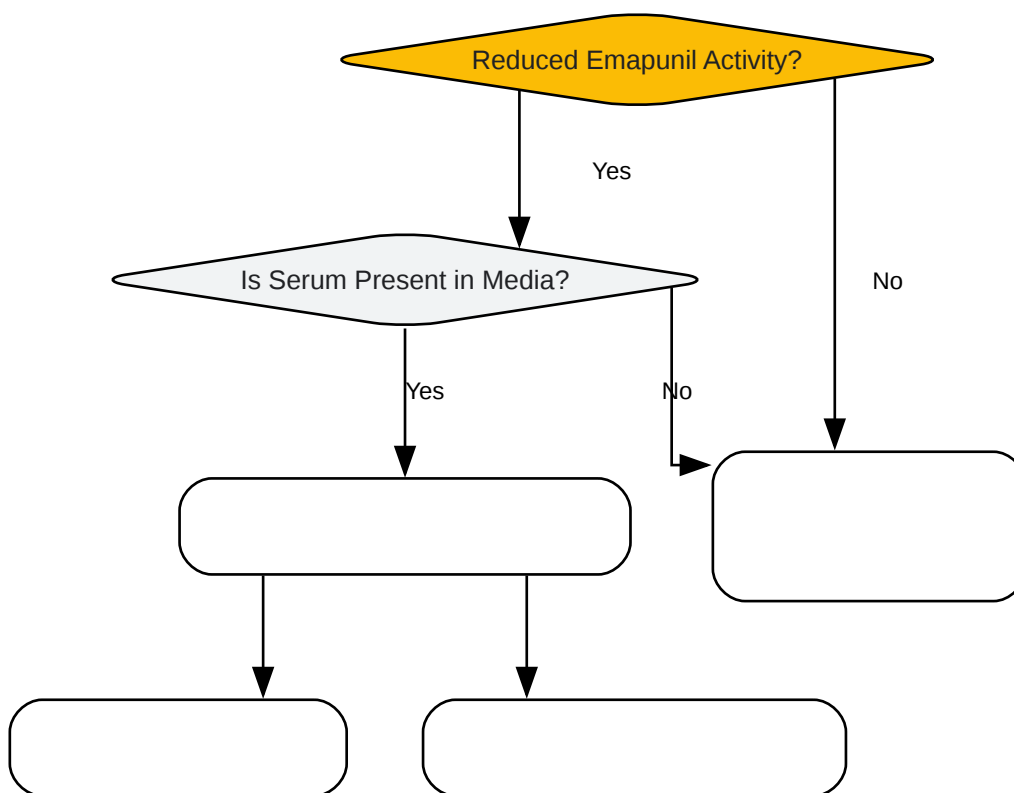 Reduced Emapunil Activity?
Yes
Is Serum Present in Media?
No
Yes
No